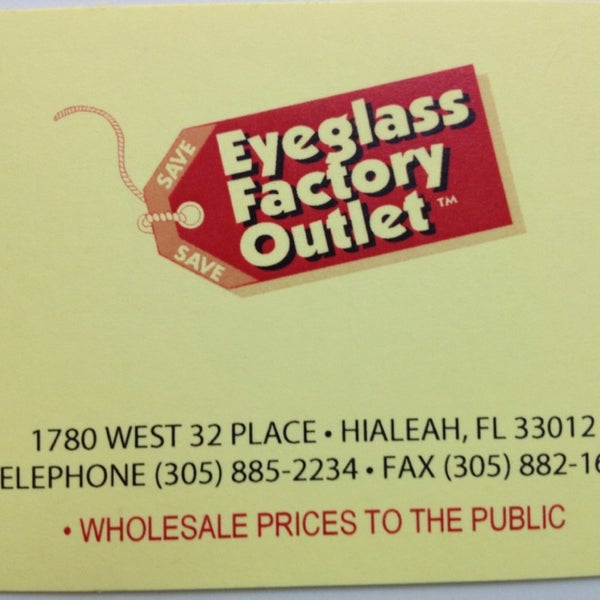 SAVE
Eyeglass
Factory
Outlet™
SAVE
1780 WEST 32 PLACE • HIALEAH, FL 33012
ELEPHONE (305) 885-2234 • FAX (305) 882-16
• WHOLESALE PRICES TO THE PUBLIC